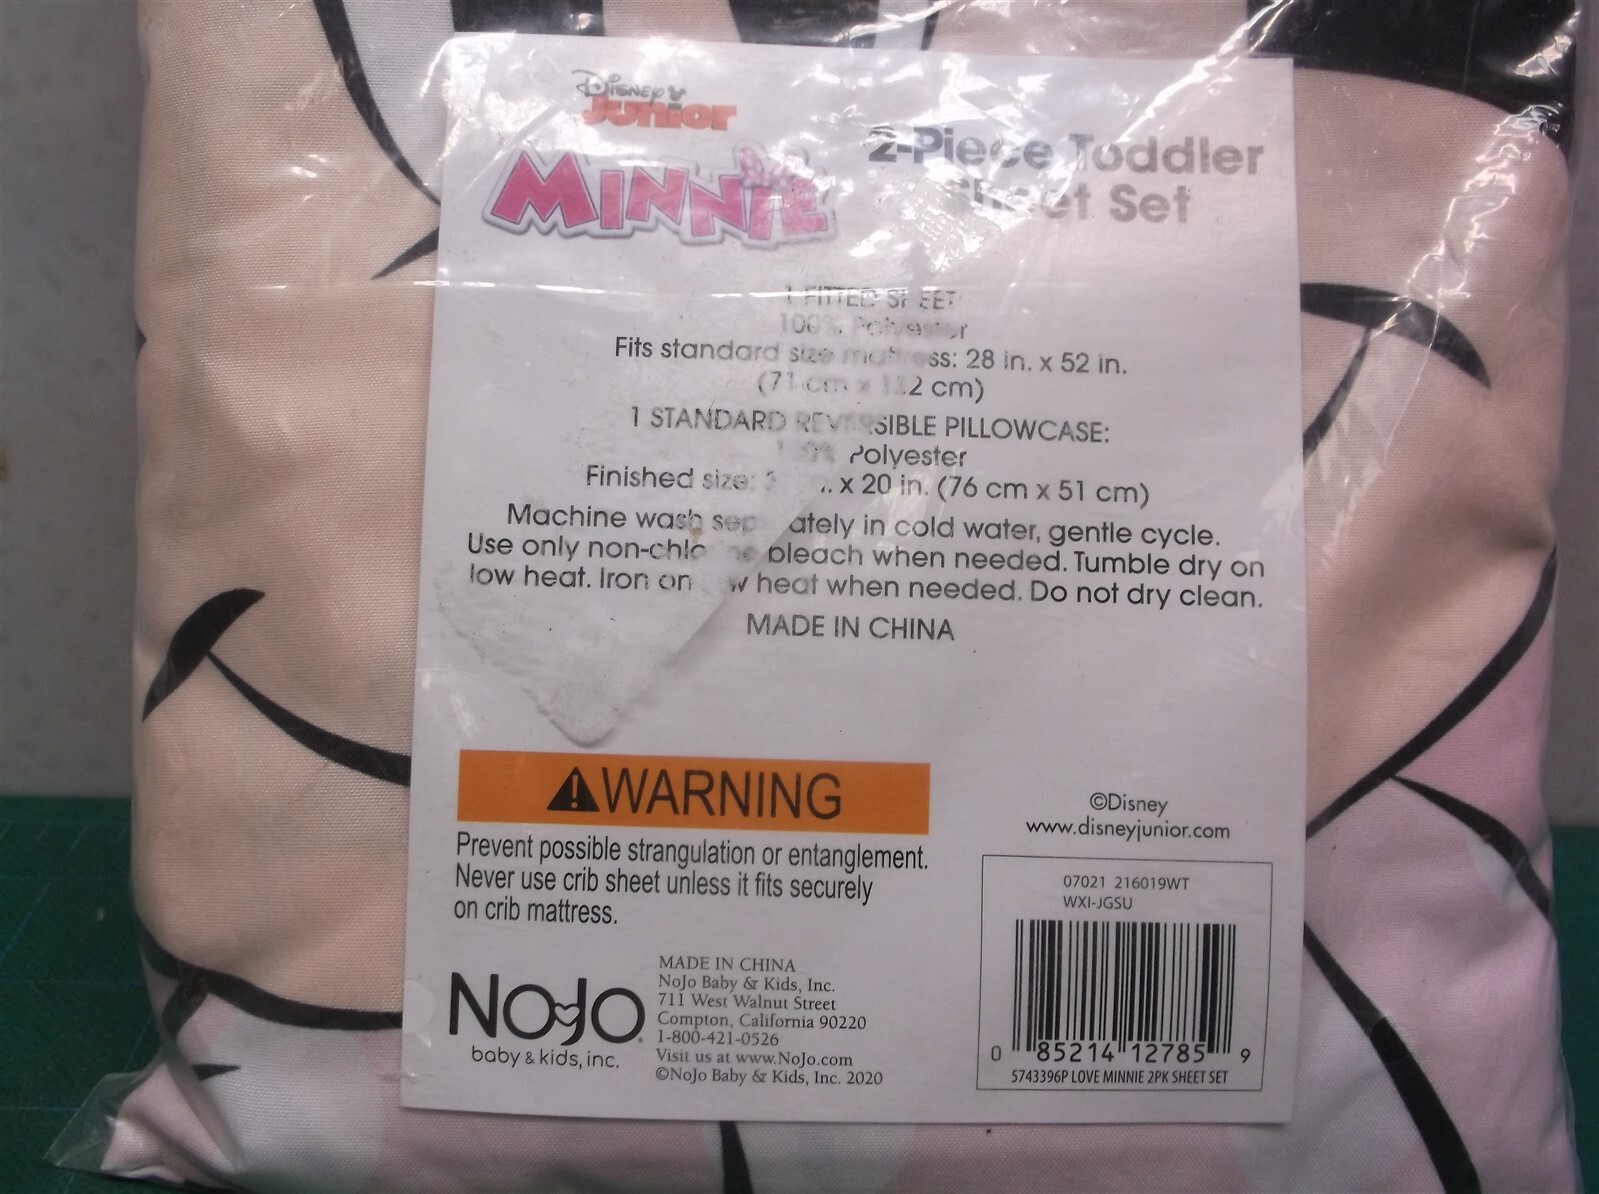 Disney
Junior
MINNIE
2-Piece Toddler
Sheet Set
1 FITTED SHEET
100% Polyester
Fits standard size mattress: 28 in. x 52 in.
(71 cm x 132 cm)
1 STANDARD REVERSIBLE PILLOWCASE:
Polyester
Finished size: x 20 in. (76 cm x 51 cm)
Machine wash separately in cold water, gentle cycle.
Use only non-chlorine bleach when needed. Tumble dry on
low heat. Iron on low heat when needed. Do not dry clean.
MADE IN CHINA
WARNING
Prevent possible strangulation or entanglement.
Never use crib sheet unless it fits securely
on crib mattress.
©Disney
www.disneyjunior.com
07021 216019WT
WXI-JGSU
0 85214 12785 9
5743396P LOVE MINNIE 2PK SHEET SET
NoJo
baby & kids, inc.
MADE IN CHINA
NoJo Baby & Kids, Inc.
711 West Walnut Street
Compton, California 90220
1-800-421-0526
Visit us at www.NoJo.com
©NoJo Baby & Kids, Inc. 2020